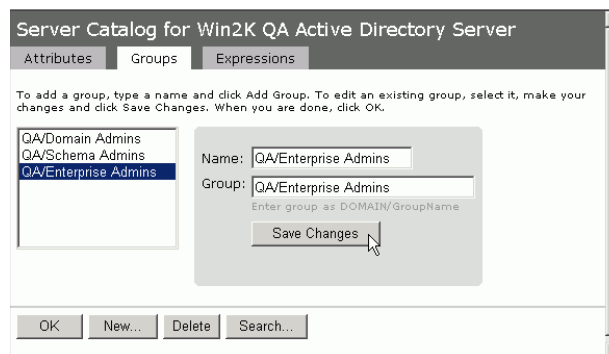 Server Catalog for Win2K QA Active Directory Server
Attributes Groups Expressions
To add a group, type a name and click Add Group. To edit an existing group, select it, make your
changes and click Save Changes. When you are done, click OK.
QA/Domain Admins
QA/Schema Admins
QA/Enterprise Admins
Name: QA/Enterprise Admins
Group: QA/Enterprise Admins
Enter group as DOMAIN/GroupName
Save Changes
OK New... Delete Search...